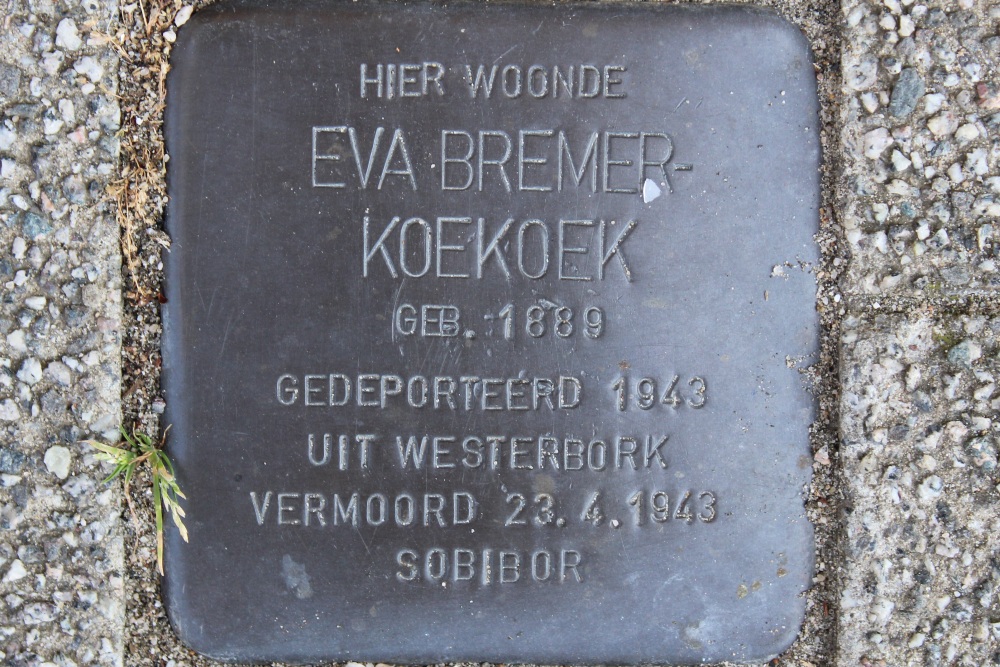 HIER WOONDE
EVA BREMER-
KOEKOEK
GEB. 1889
GEDEPORTEERD 1943
UIT WESTERBORK
VERMOORD 23.4.1943
SOBIBOR